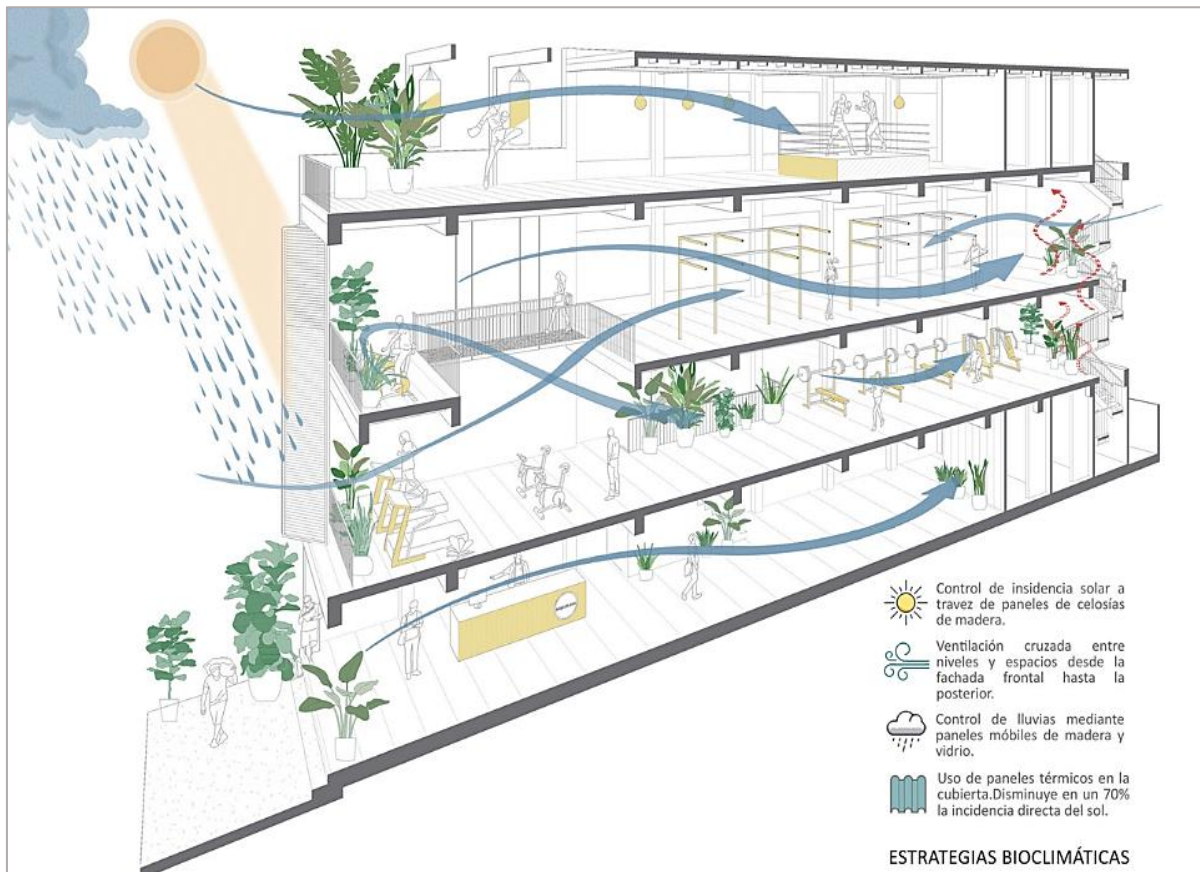 Control de insidencia solar a
travez de paneles de celosías
de madera.
Ventilación cruzada entre
niveles y espacios desde la
fachada frontal hasta la
posterior.
Control de lluvias mediante
paneles móbiles de madera y
vidrio.
Uso de paneles térmicos en la
cubierta.Disminuye en un 70%
la incidencia directa del sol.
ESTRATEGIAS BIOCLIMÁTICAS